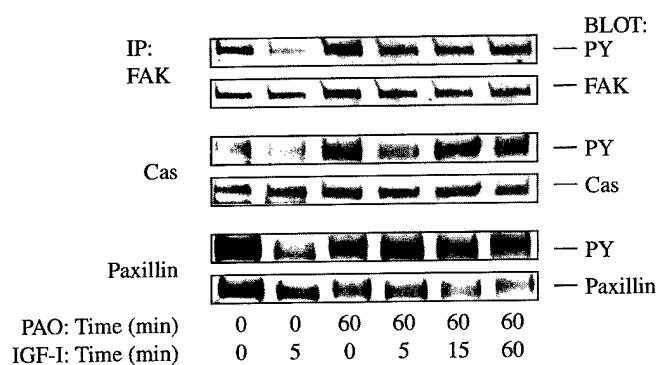 IP:
FAK
BLOT:
PY
FAK
Cas
PY
Cas
Paxillin
PY
Paxillin
PAO: Time (min) 0 0 60 60 60 60
IGF-I: Time (min) 0 5 0 5 15 60